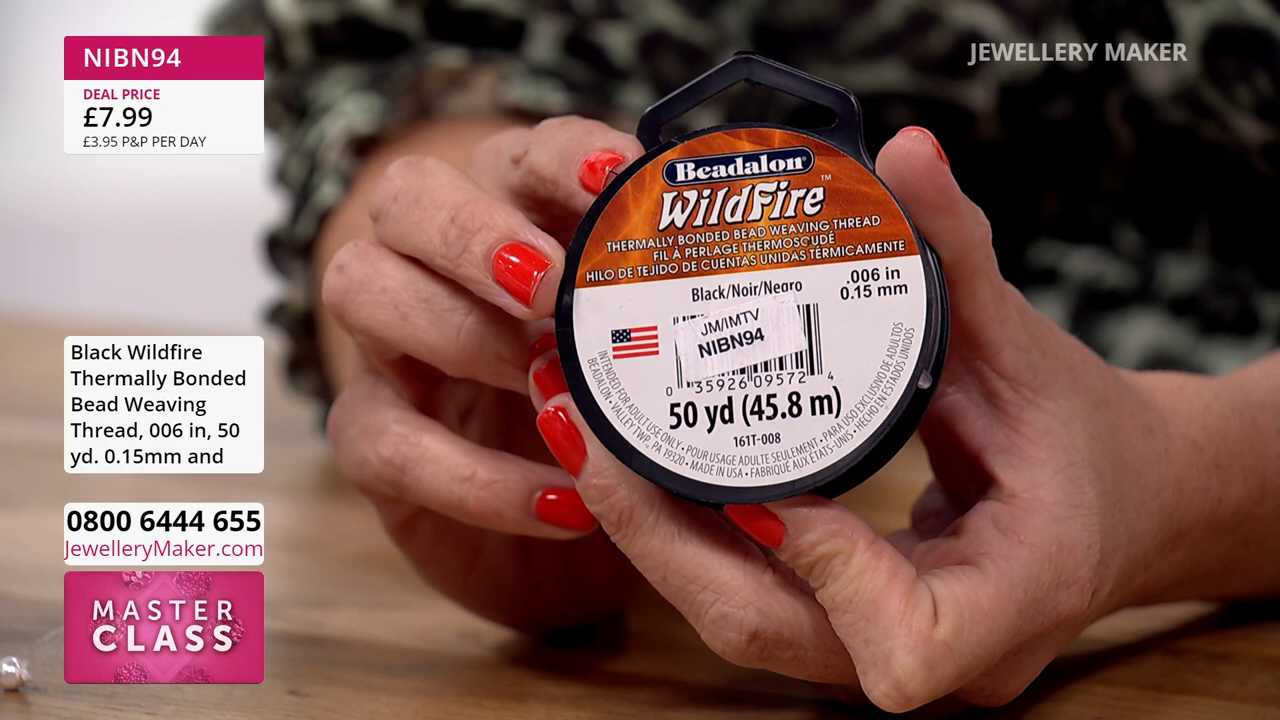 NIBN94
DEAL PRICE
£7.99
£3.95 P&P PER DAY
JEWELLERY MAKER
Black Wildfire
Thermally Bonded
Bead Weaving
Thread, 006 in, 50
yd. 0.15mm and
0800 6444 655
JewelleryMaker.com
MASTER
CLASS
Beadalon®
WildFire™
THERMALLY BONDED BEAD WEAVING THREAD
FIL À PERLAGE THERMOSCUDÉ
HILO DE TEJIDO DE CUENTAS UNIDAS TÉRMICAMENTE
Black/Noir/Negro
.006 in
0.15 mm
JM/IMTV
NIBN94
0 35926 09572 4
50 yd (45.8 m)
161T-008
INTENDED FOR ADULT USE ONLY • POUR USAGE ADULTE SEULEMENT • PARA USO EXCLUSIVO DE ADULTOS
BEADALON • VALLEY TWP., PA 19320 • MADE IN USA • FABRIQUÉ AUX ÉTATS-UNIS • HECHO EN ESTADOS UNIDOS